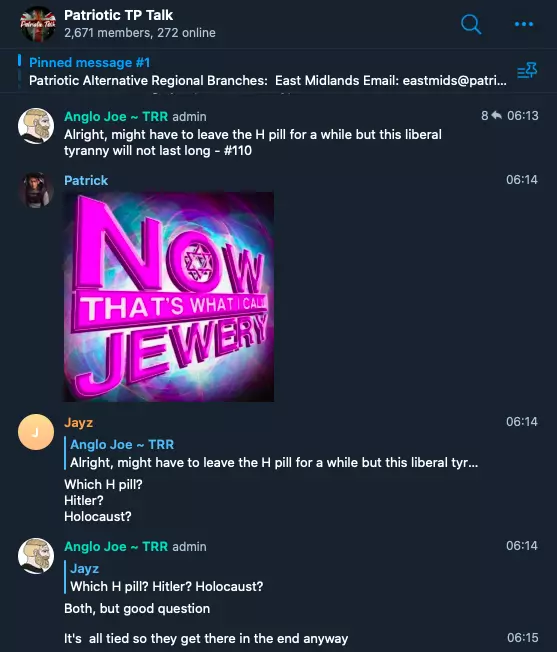 Patriotic TP Talk
2,671 members, 272 online
Pinned message #1
Patriotic Alternative Regional Branches: East Midlands Email: eastmids@patri...
Anglo Joe ~ TRR admin
8 06:13
Alright, might have to leave the H pill for a while but this liberal
tyranny will not last long - #110
Patrick
06:14
NOW
THAT'S WHAT I CALL
JEWERY
J
Jayz
06:14
Anglo Joe ~ TRR
Alright, might have to leave the H pill for a while but this liberal tyr...
Which H pill?
Hitler?
Holocaust?
Anglo Joe ~ TRR admin
06:14
Jayz
Which H pill? Hitler? Holocaust?
Both, but good question
It's all tied so they get there in the end anyway
06:15